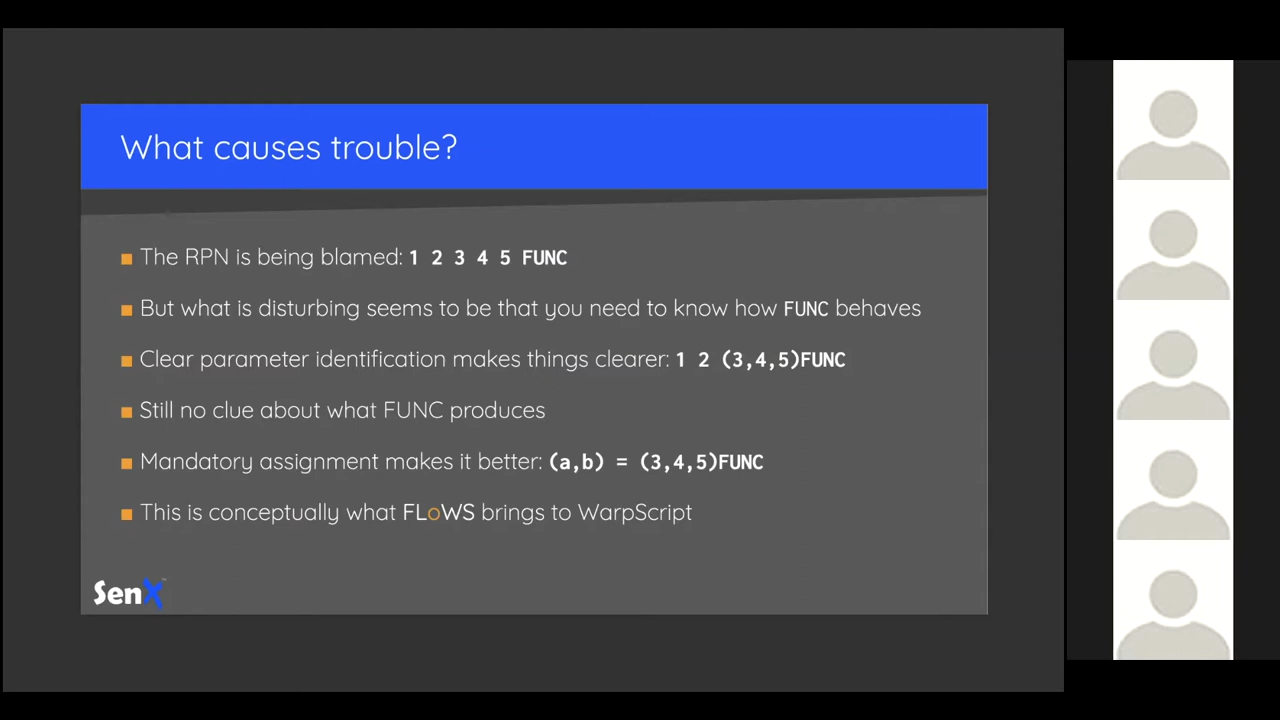 What causes trouble?
The RPN is being blamed: 1 2 3 4 5 FUNC
But what is disturbing seems to be that you need to know how FUNC behaves
Clear parameter identification makes things clearer: 1 2 (3,4,5)FUNC
Still no clue about what FUNC produces
Mandatory assignment makes it better: (a,b) = (3,4,5)FUNC
This is conceptually what FLoWS brings to WarpScript
SenX